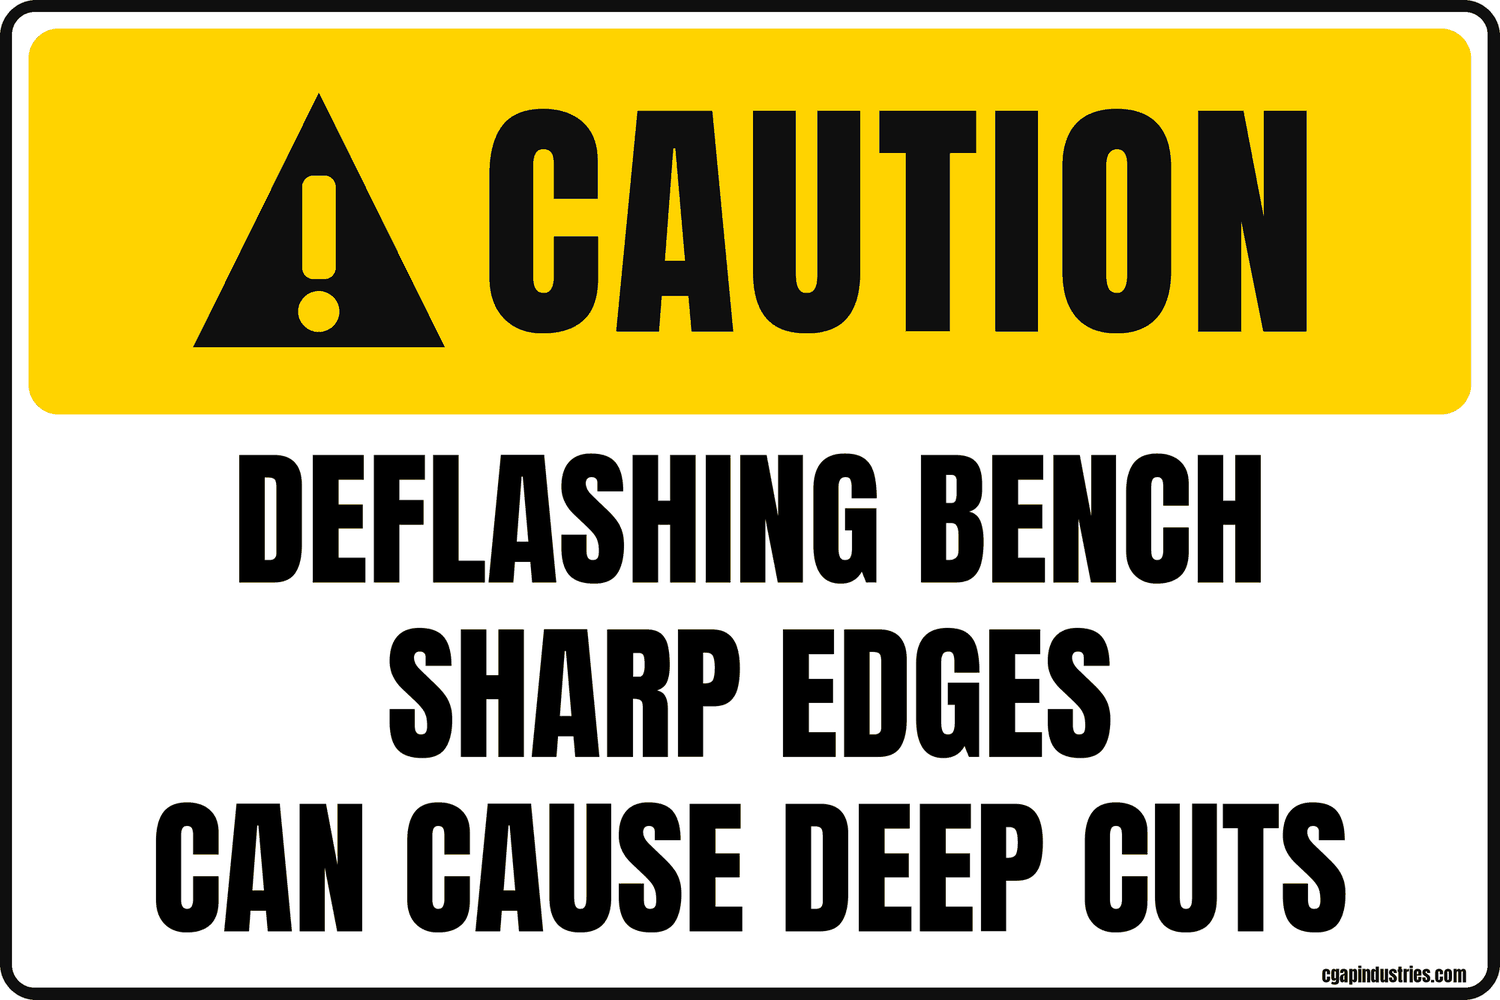 CAUTION
DEFLASHING BENCH
SHARP EDGES
CAN CAUSE DEEP CUTS
cgapindustries.com